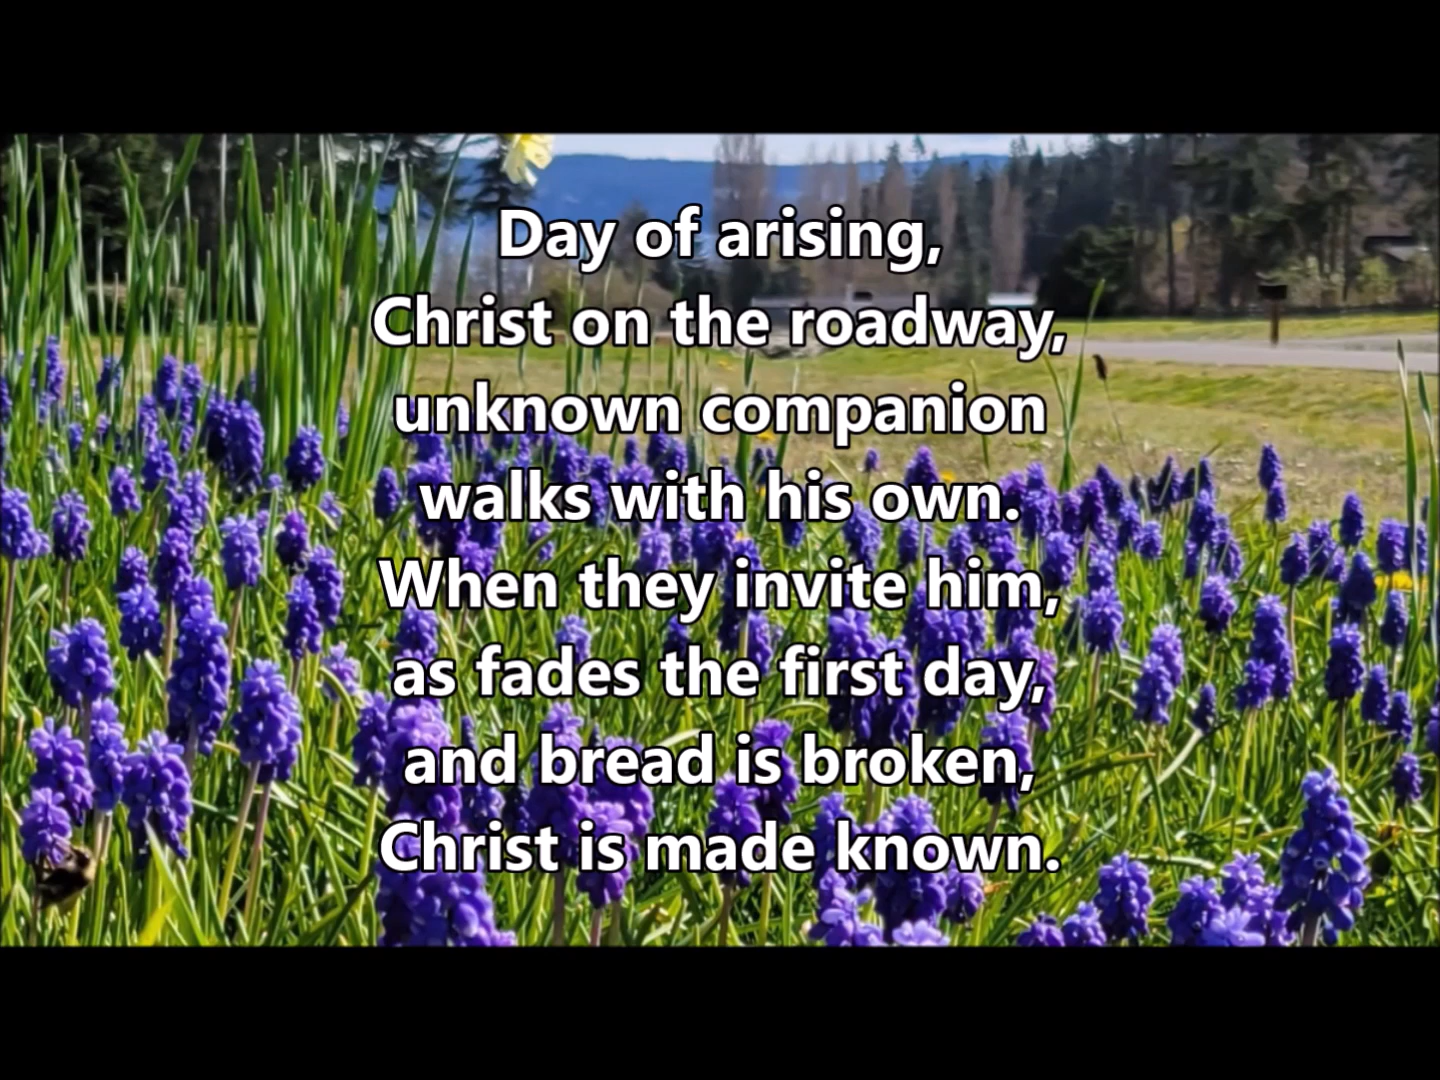 Day of arising,
Christ on the roadway,
unknown companion
walks with his own.
When they invite him,
as fades the first day,
and bread is broken,
Christ is made known.